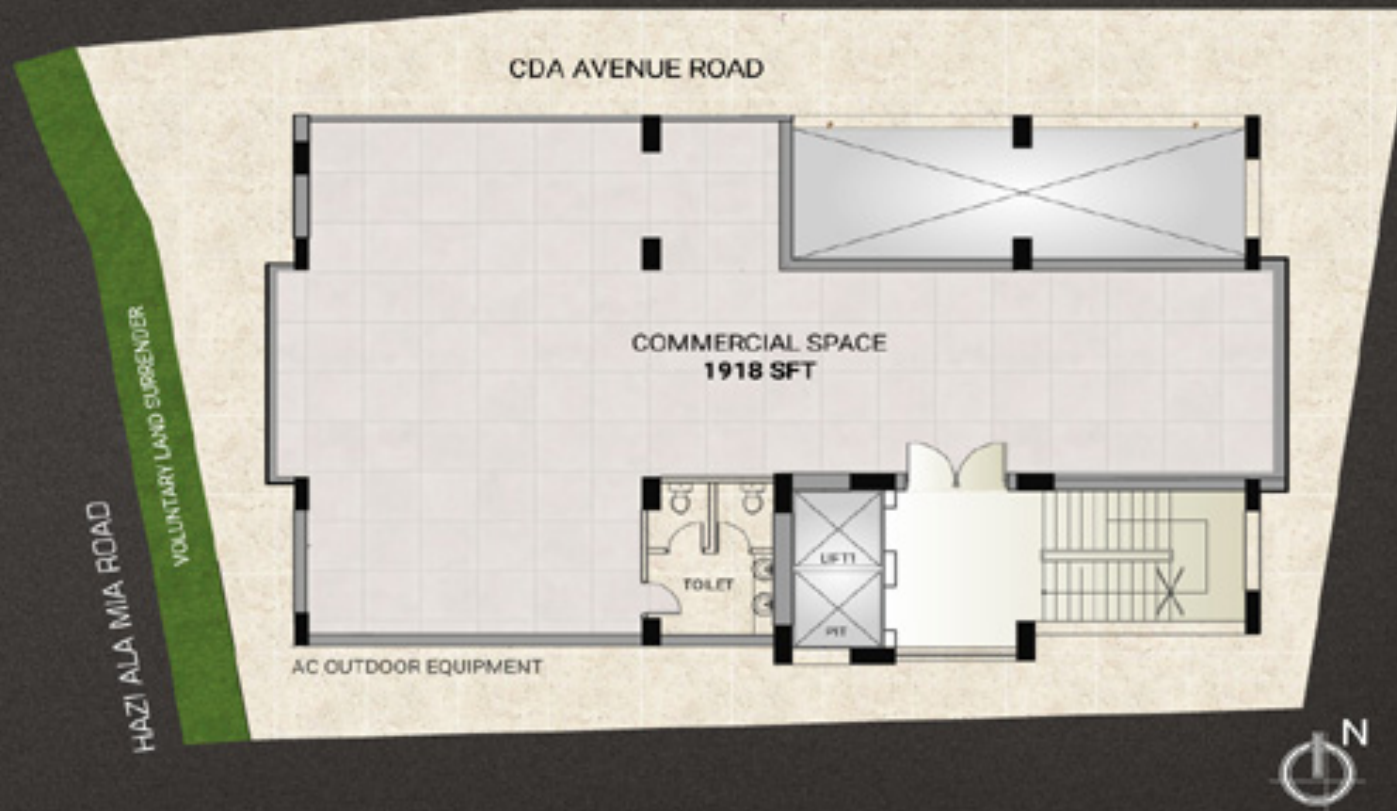 CDA AVENUE ROAD
COMMERCIAL SPACE
1918 SFT
VOLUNTARY LAND SURRENDER
HAZI ALA MIA ROAD
TOILET
LIFT1
PIT
AC OUTDOOR EQUIPMENT
N